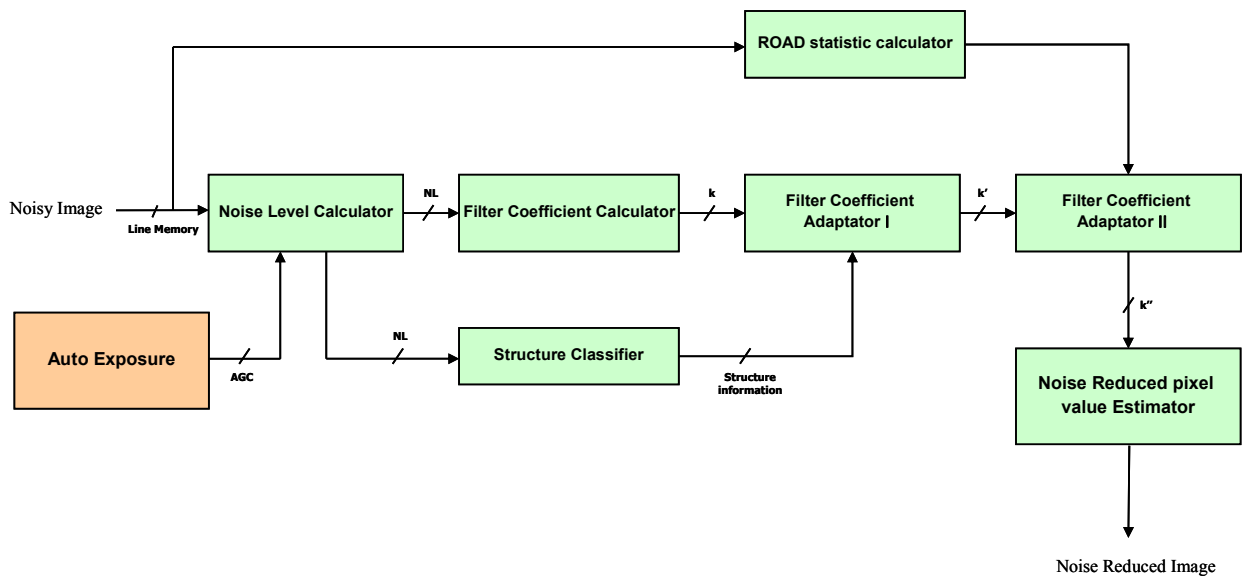 ROAD statistic calculator
Noisy Image
Line Memory
Noise Level Calculator
NL
Filter Coefficient Calculator
k
Filter Coefficient
Adaptator I
k'
Filter Coefficient
Adaptator II
k''
Auto Exposure
AGC
NL
Structure Classifier
Structure
information
Noise Reduced pixel
value Estimator
Noise Reduced Image